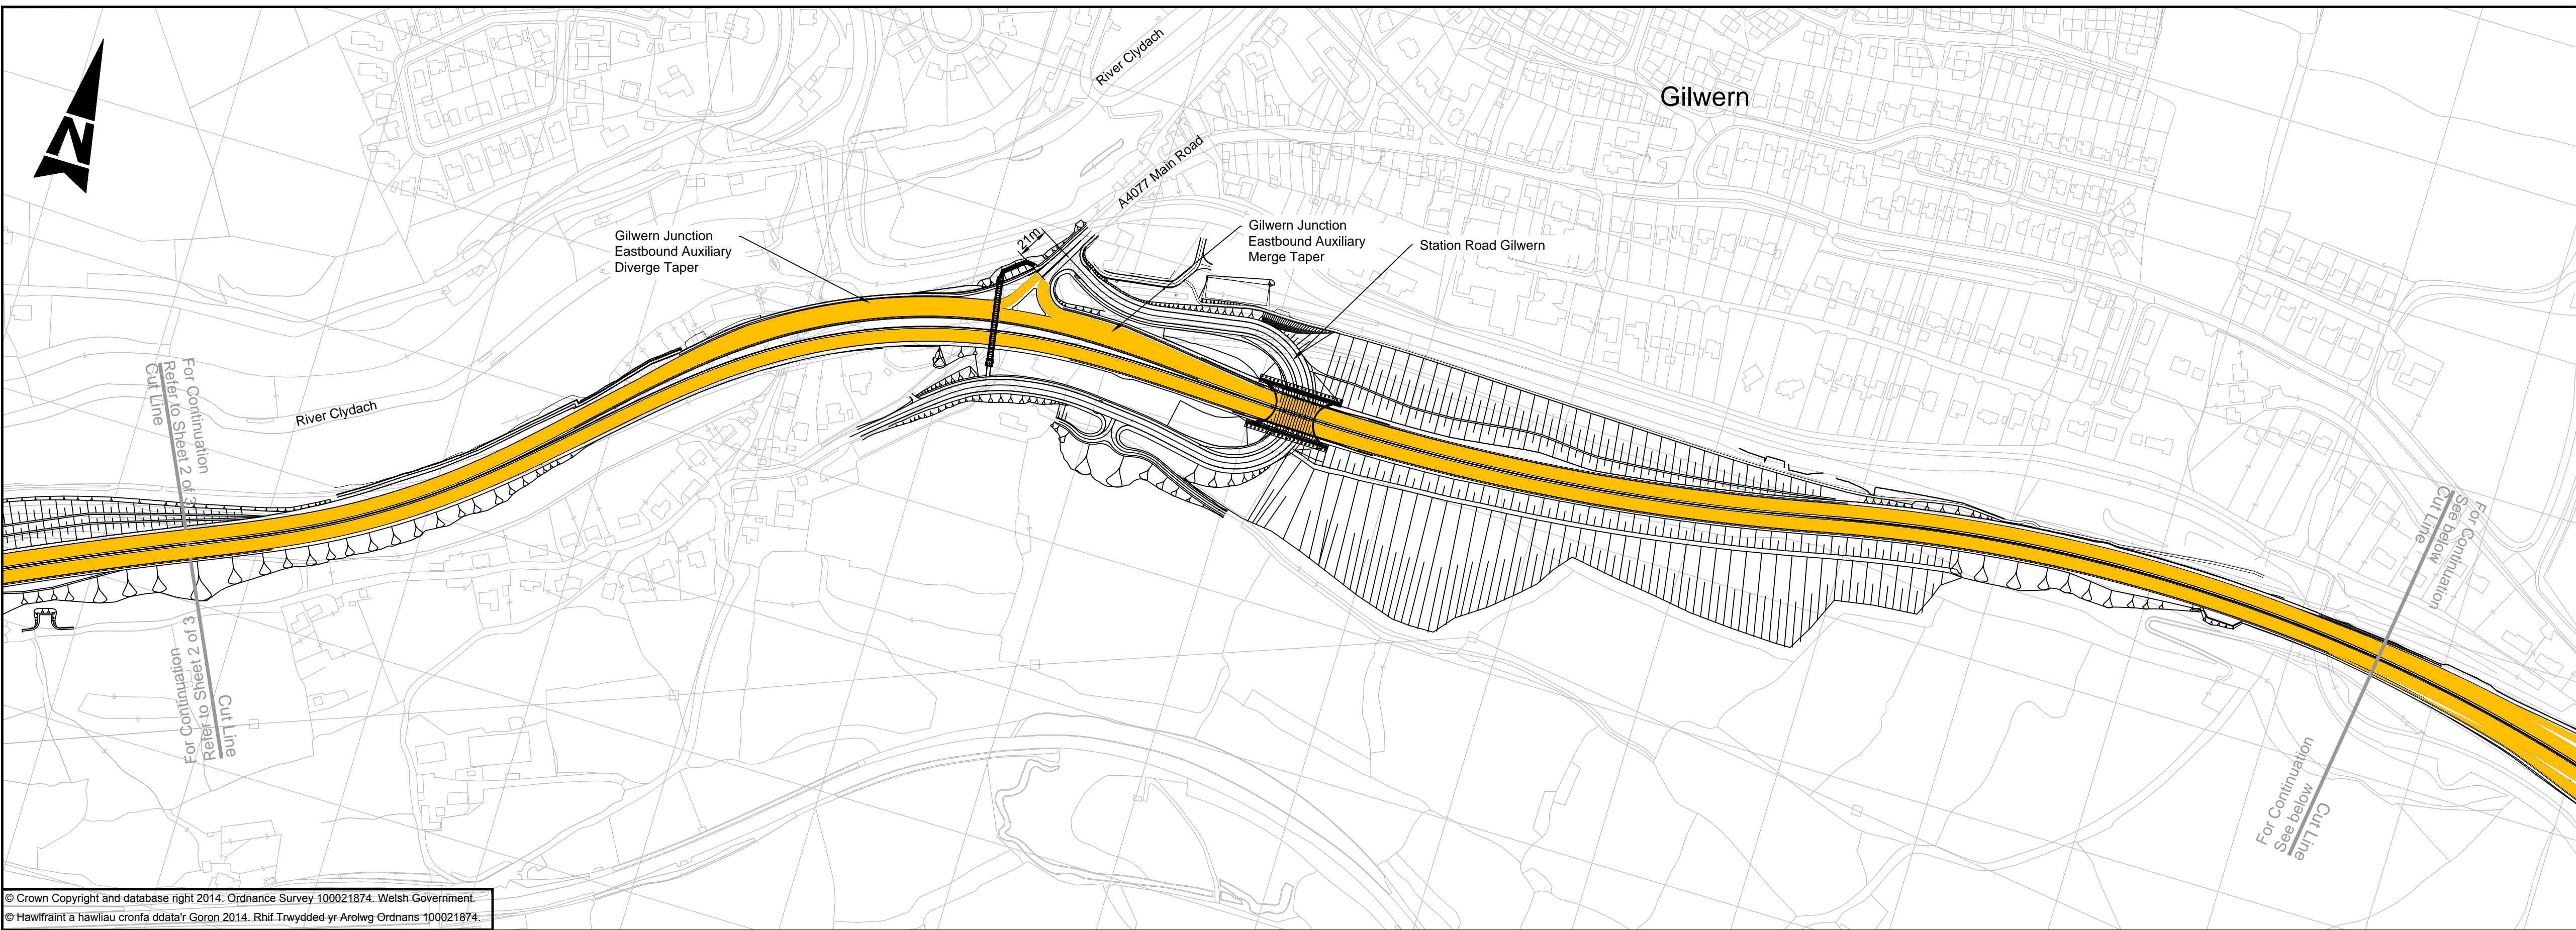 N
River Clydach
Gilwern
A4077 Main Road
21m
Gilwern Junction
Eastbound Auxiliary
Diverge Taper
Gilwern Junction
Eastbound Auxiliary
Merge Taper
Station Road Gilwern
For Continuation
Refer to Sheet 2 of 3
Cut Line
River Clydach
For Continuation
See below
Cut Line
For Continuation
Refer to Sheet 2 of 3
Cut Line
For Continuation
See below
Cut Line
© Crown Copyright and database right 2014. Ordnance Survey 100021874. Welsh Government.
© Hawlfraint a hawliau cronfa ddata'r Goron 2014. Rhif Trwydded yr Arolwg Ordnans 100021874.